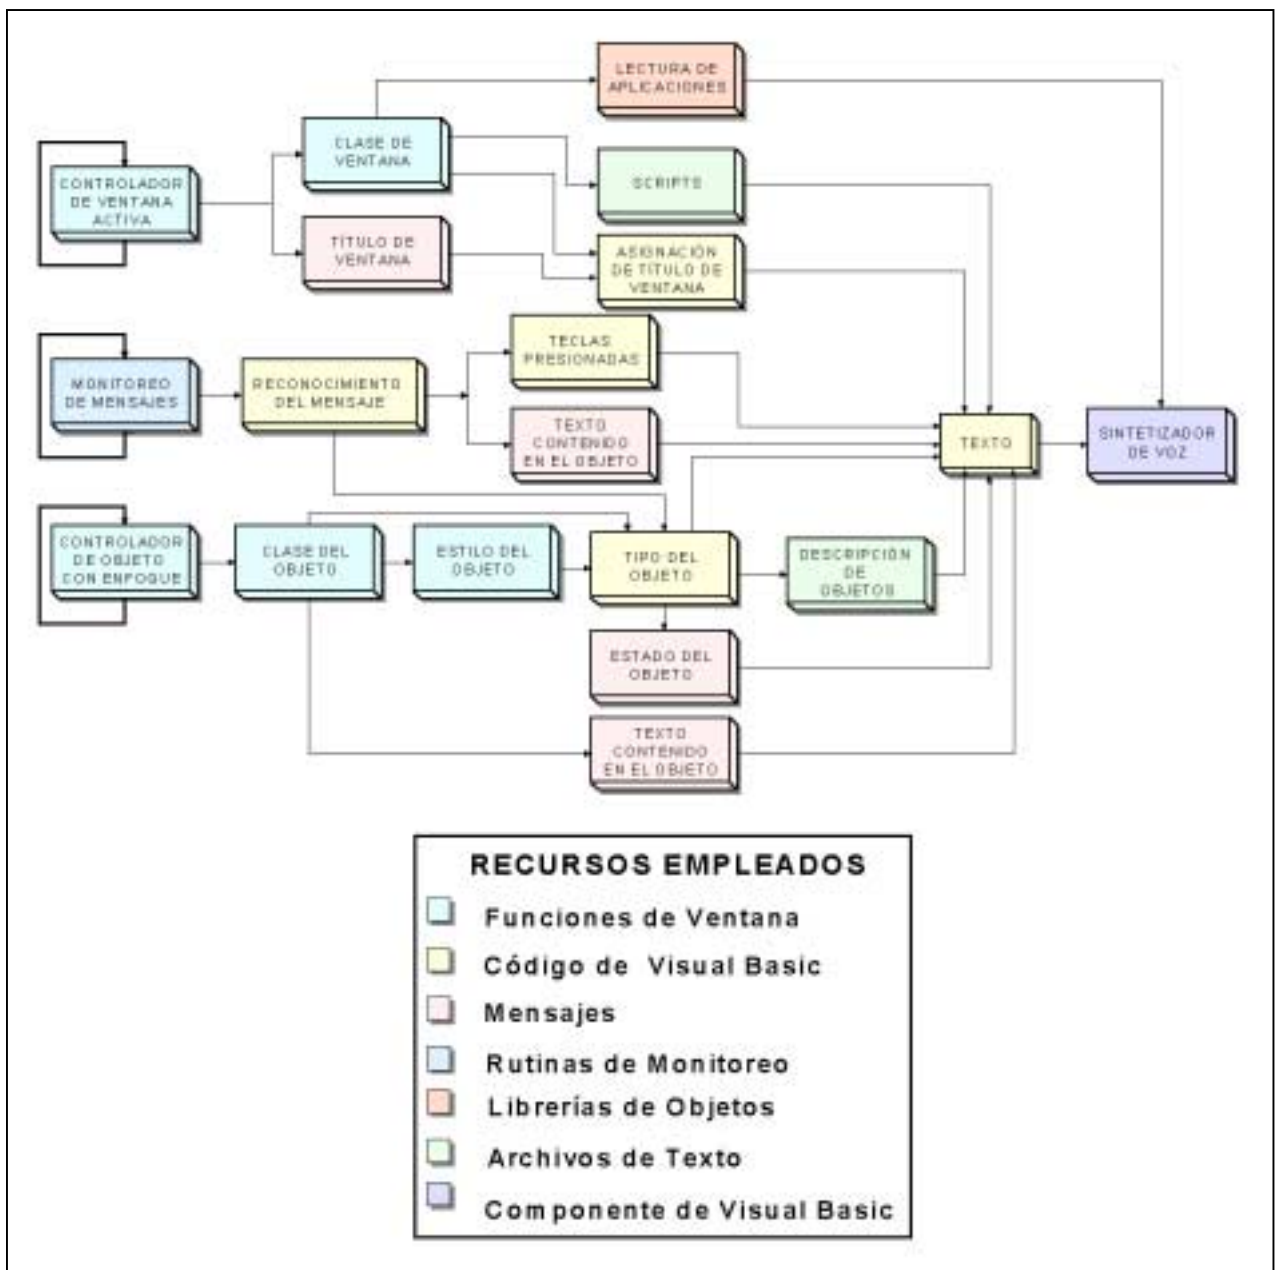 LECTURA DE
APLICACIONES
CLASE DE
VENTANA
CONTROLADOR
DE VENTANA
ACTIVA
SCRIPTS
TÍTULO DE
VENTANA
ASIGNACIÓN
DE TÍTULO DE
VENTANA
TECLAS
PRESIONADAS
MONITOREO
DE MENSAJES
RECONOCIMIENTO
DEL MENSAJE
TEXTO
CONTENIDO
EN EL OBJETO
TEXTO
SINTETIZADOR
DE VOZ
CONTROLADOR
DE OBJETO
CON ENFOQUE
CLASE DEL
OBJETO
ESTILO DEL
OBJETO
TIPO DEL
OBJETO
DESCRIPCIÓN
DE
OBJETOS
ESTADO DEL
OBJETO
TEXTO
CONTENIDO
EN EL OBJETO
RECURSOS EMPLEADOS
Funciones de Ventana
Código de Visual Basic
Mensajes
Rutinas de Monitoreo
Librerías de Objetos
Archivos de Texto
Componente de Visual Basic